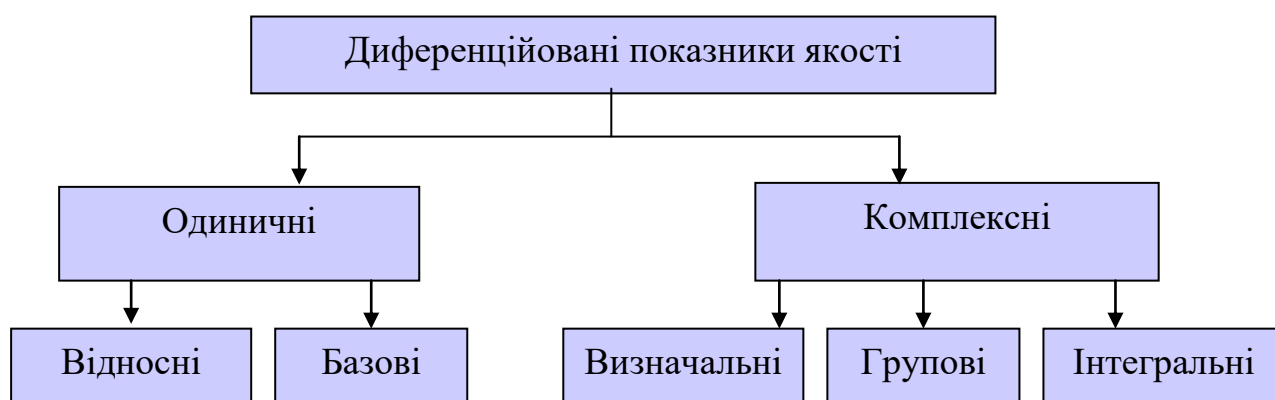 Диференційовані показники якості
Одиничні
Комплексні
Відносні
Базові
Визначальні
Групові
Інтегральні